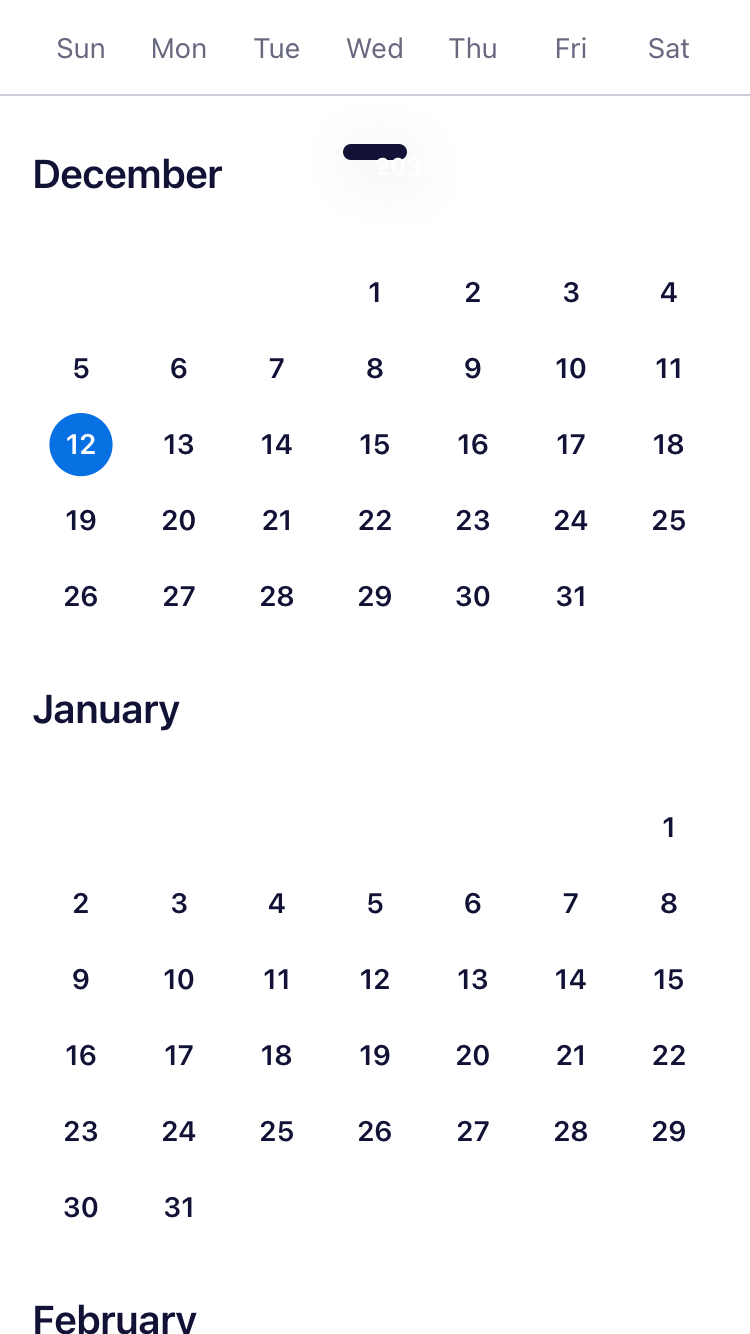 Sun Mon Tue Wed Thu Fri Sat
December
1 2 3 4
5 6 7 8 9 10 11
12 13 14 15 16 17 18
19 20 21 22 23 24 25
26 27 28 29 30 31
January
1
2 3 4 5 6 7 8
9 10 11 12 13 14 15
16 17 18 19 20 21 22
23 24 25 26 27 28 29
30 31
February